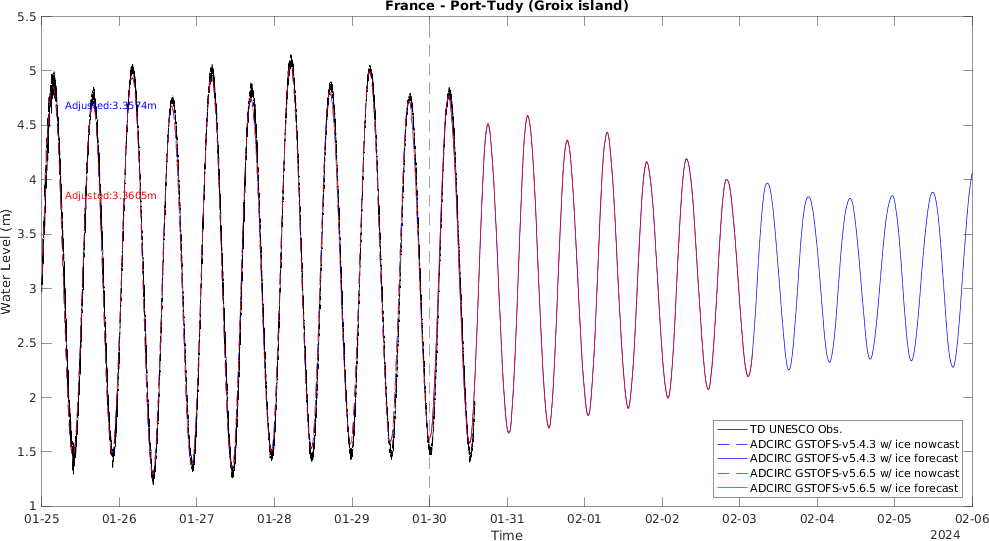 France - Port-Tudy (Groix island)
5.5
5
4.5
4
3.5
3
2.5
2
1.5
1
Water Level (m)
Adjusted:3.3574m
Adjusted:3.3605m
TD UNESCO Obs.
ADCIRC GSTOFS-v5.4.3 w/ ice nowcast
ADCIRC GSTOFS-v5.4.3 w/ ice forecast
ADCIRC GSTOFS-v5.6.5 w/ ice nowcast
ADCIRC GSTOFS-v5.6.5 w/ ice forecast
01-25 01-26 01-27 01-28 01-29 01-30 01-31 02-01 02-02 02-03 02-04 02-05 02-06
Time
2024